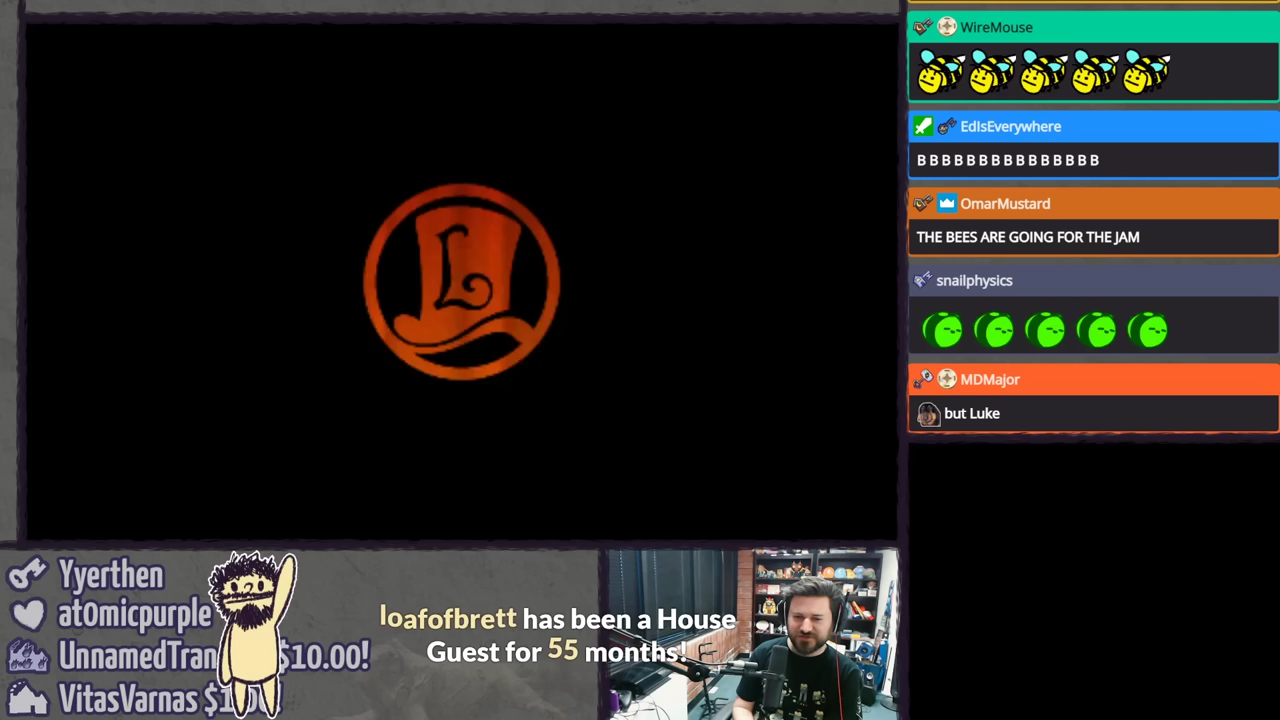 L
WireMouse
EdIsEverywhere
B B B B B B B B B B B B B B B
OmarMustard
THE BEES ARE GOING FOR THE JAM
snailphysics
MDMajor
but Luke
Yyerthen
at0micpurple
$10.00!
VitasVarnas
loafofbrett has been a House
Guest for 55 months!